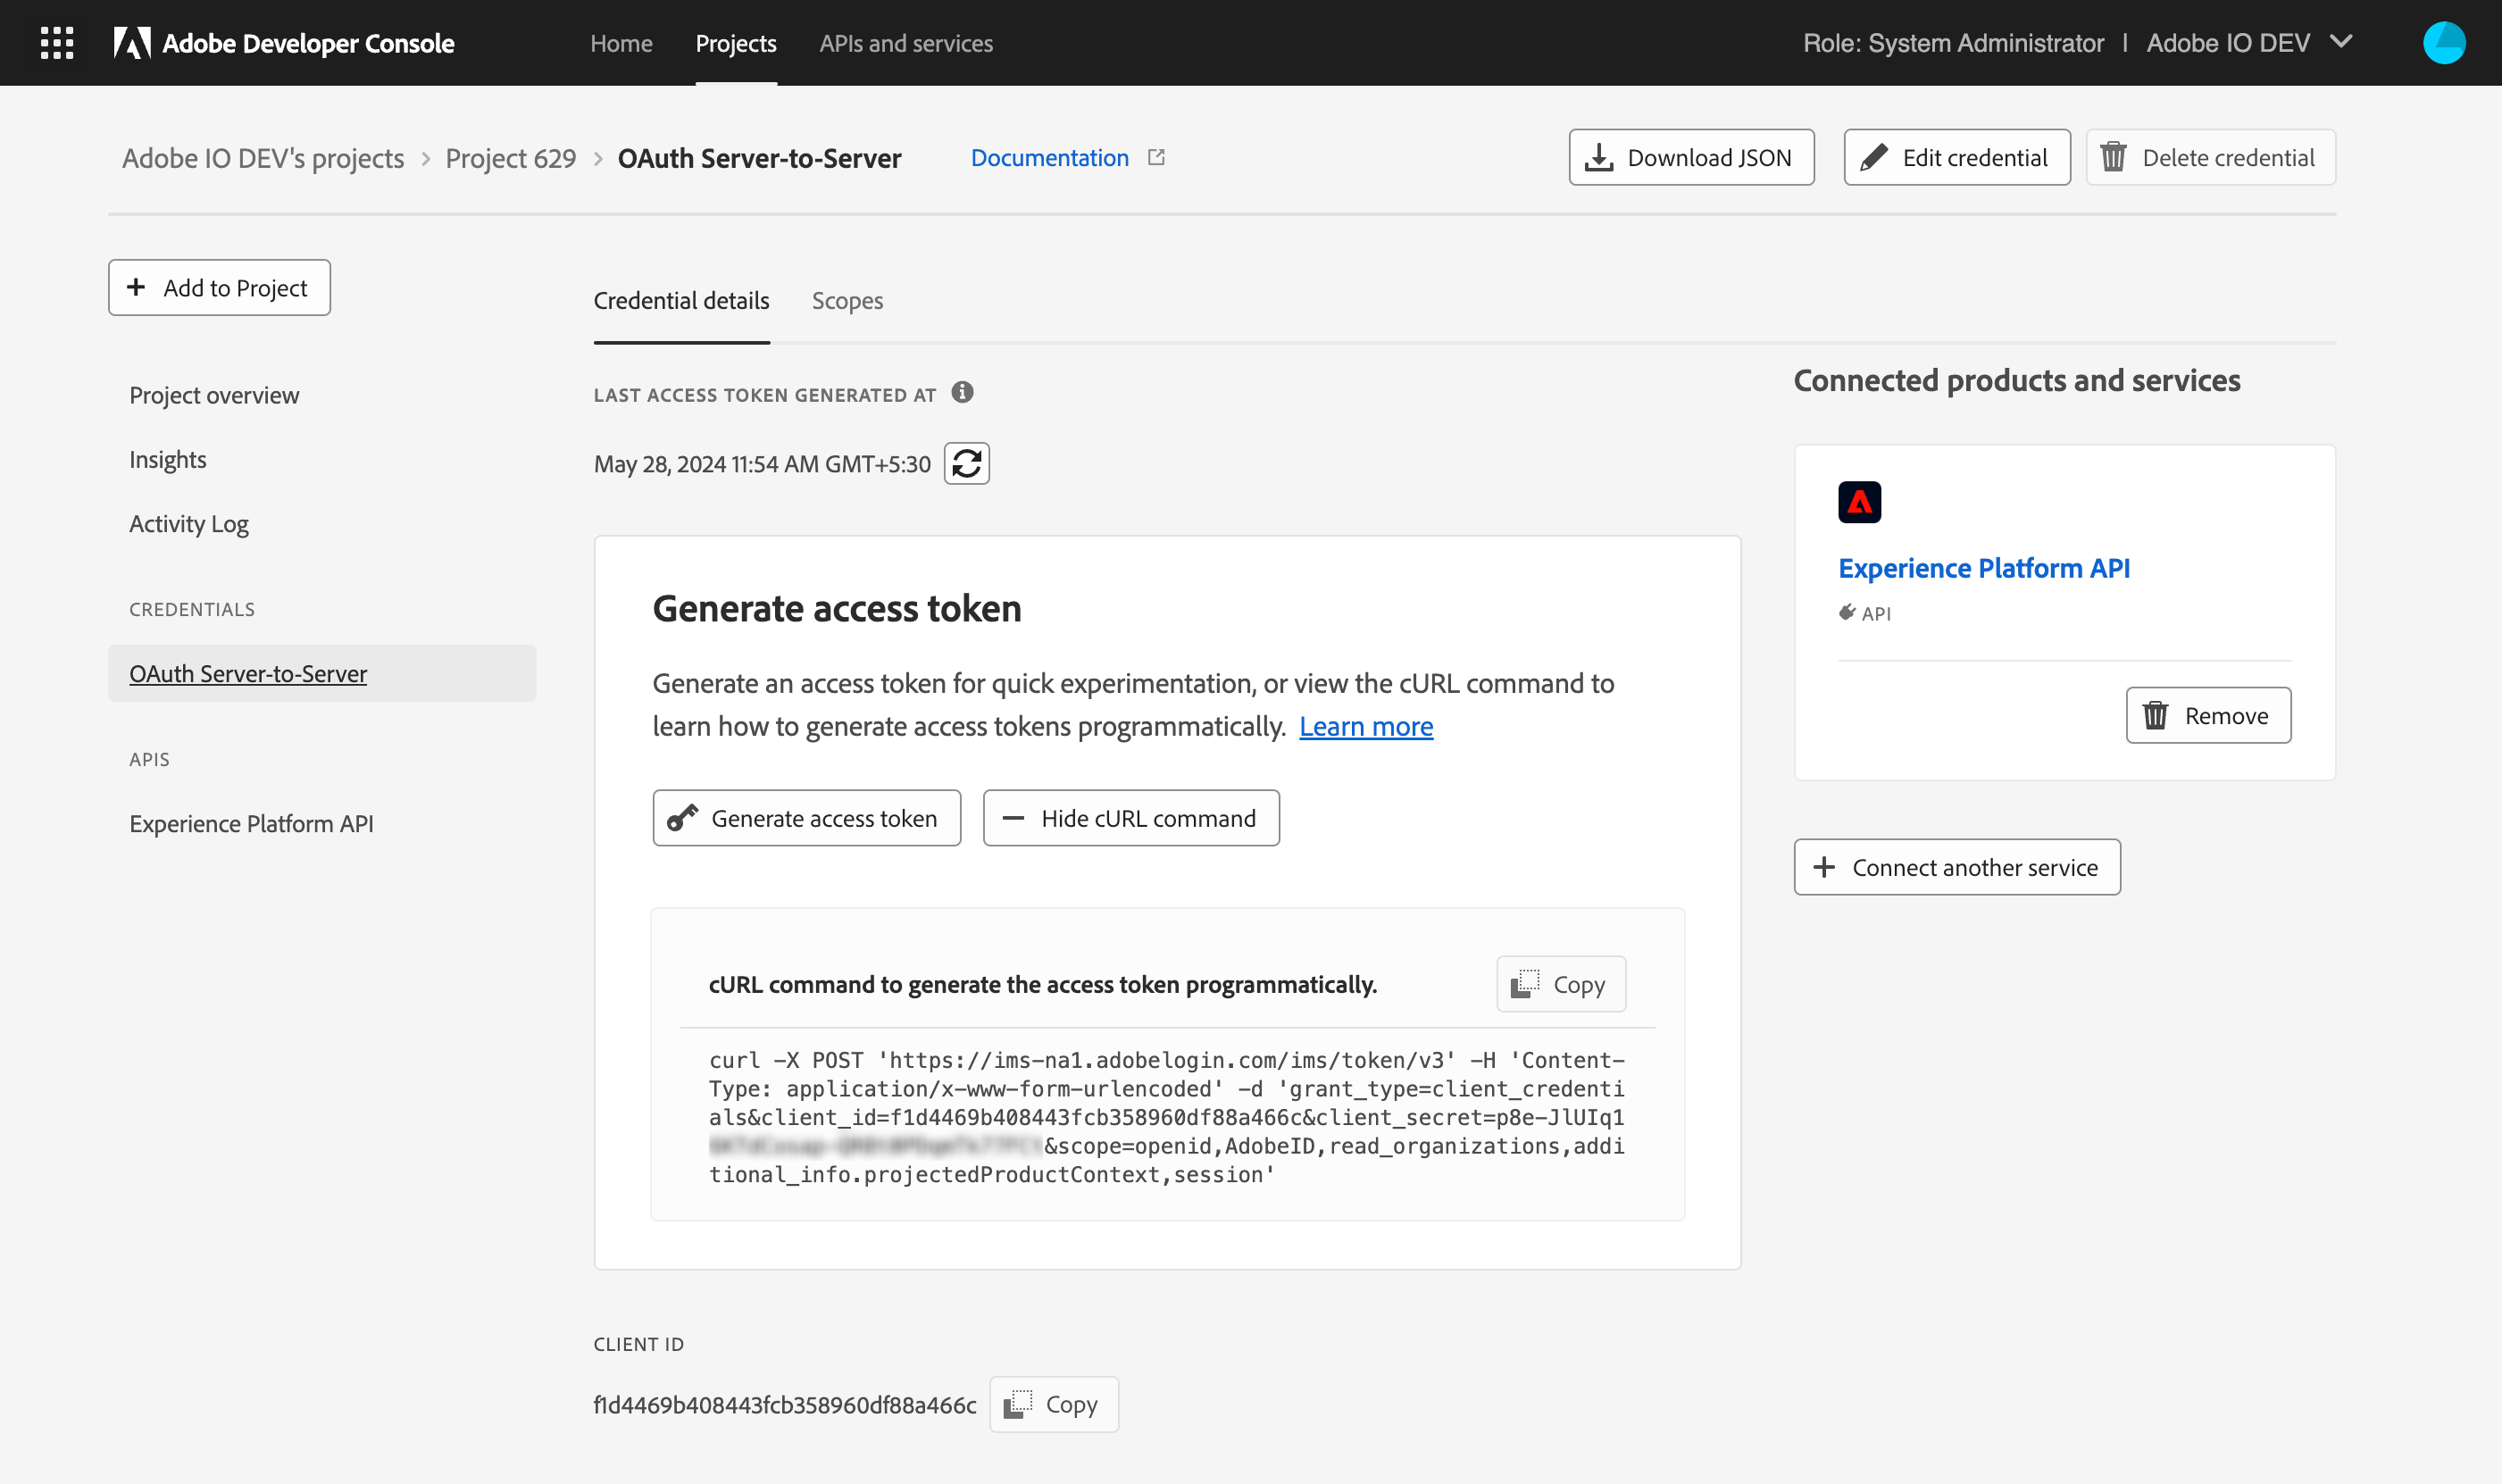 Adobe Developer Console
Home
Projects
APIs and services
Role: System Administrator | Adobe IO DEV
Adobe IO DEV's projects > Project 629 > OAuth Server-to-Server
Documentation
Download JSON
Edit credential
Delete credential
+ Add to Project
Project overview
Insights
Activity Log
CREDENTIALS
OAuth Server-to-Server
APIS
Experience Platform API
Credential details
Scopes
LAST ACCESS TOKEN GENERATED AT
May 28, 2024 11:54 AM GMT+5:30
Generate access token
Generate an access token for quick experimentation, or view the cURL command to
learn how to generate access tokens programmatically. Learn more
Generate access token
Hide cURL command
cURL command to generate the access token programmatically.
Copy
curl -X POST 'https://ims-na1.adobelogin.com/ims/token/v3' -H 'Content-
Type: application/x-www-form-urlencoded' -d 'grant_type=client_credenti
als&client_id=f1d4469b408443fcb358960df88a466c&client_secret=p8e-JlUIq1
&scope=openid,AdobeID,read_organizations,addi
tional_info.projectedProductContext,session'
CLIENT ID
f1d4469b408443fcb358960df88a466c
Copy
Connected products and services
Experience Platform API
API
Remove
+ Connect another service